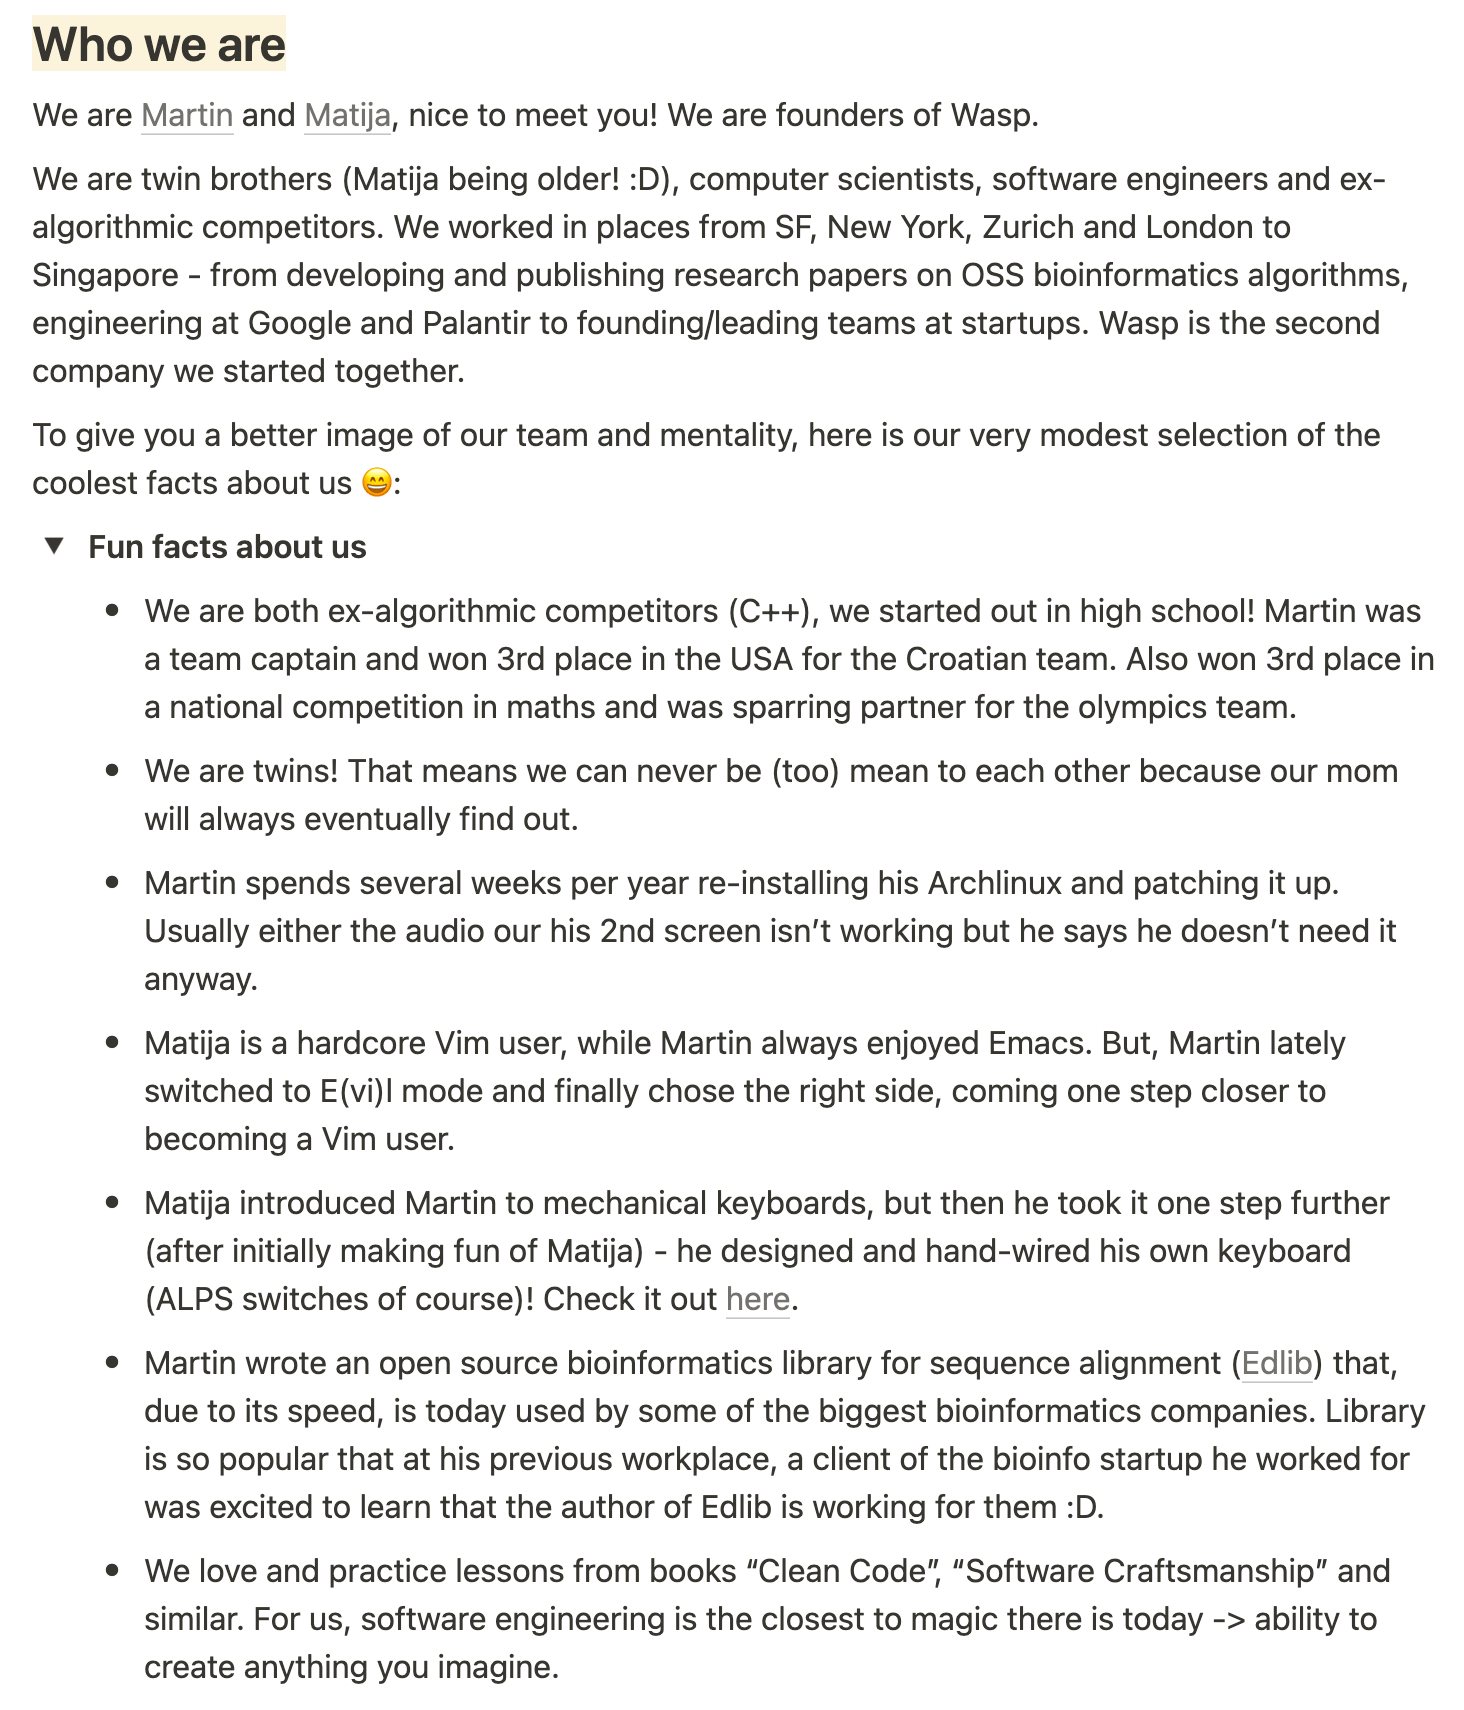 Who we are
We are Martin and Matija, nice to meet you! We are founders of Wasp.
We are twin brothers (Matija being older! :D), computer scientists, software engineers and ex-
algorithmic competitors. We worked in places from SF, New York, Zurich and London to
Singapore - from developing and publishing research papers on OSS bioinformatics algorithms,
engineering at Google and Palantir to founding/leading teams at startups. Wasp is the second
company we started together.
To give you a better image of our team and mentality, here is our very modest selection of the
coolest facts about us 😄:
▼ Fun facts about us
• We are both ex-algorithmic competitors (C++), we started out in high school! Martin was
a team captain and won 3rd place in the USA for the Croatian team. Also won 3rd place in
a national competition in maths and was sparring partner for the olympics team.
• We are twins! That means we can never be (too) mean to each other because our mom
will always eventually find out.
• Martin spends several weeks per year re-installing his Archlinux and patching it up.
Usually either the audio our his 2nd screen isn’t working but he says he doesn’t need it
anyway.
• Matija is a hardcore Vim user, while Martin always enjoyed Emacs. But, Martin lately
switched to E(vi)l mode and finally chose the right side, coming one step closer to
becoming a Vim user.
• Matija introduced Martin to mechanical keyboards, but then he took it one step further
(after initially making fun of Matija) - he designed and hand-wired his own keyboard
(ALPS switches of course)! Check it out here.
• Martin wrote an open source bioinformatics library for sequence alignment (Edlib) that,
due to its speed, is today used by some of the biggest bioinformatics companies. Library
is so popular that at his previous workplace, a client of the bioinfo startup he worked for
was excited to learn that the author of Edlib is working for them :D.
• We love and practice lessons from books “Clean Code”, “Software Craftsmanship” and
similar. For us, software engineering is the closest to magic there is today -> ability to
create anything you imagine.